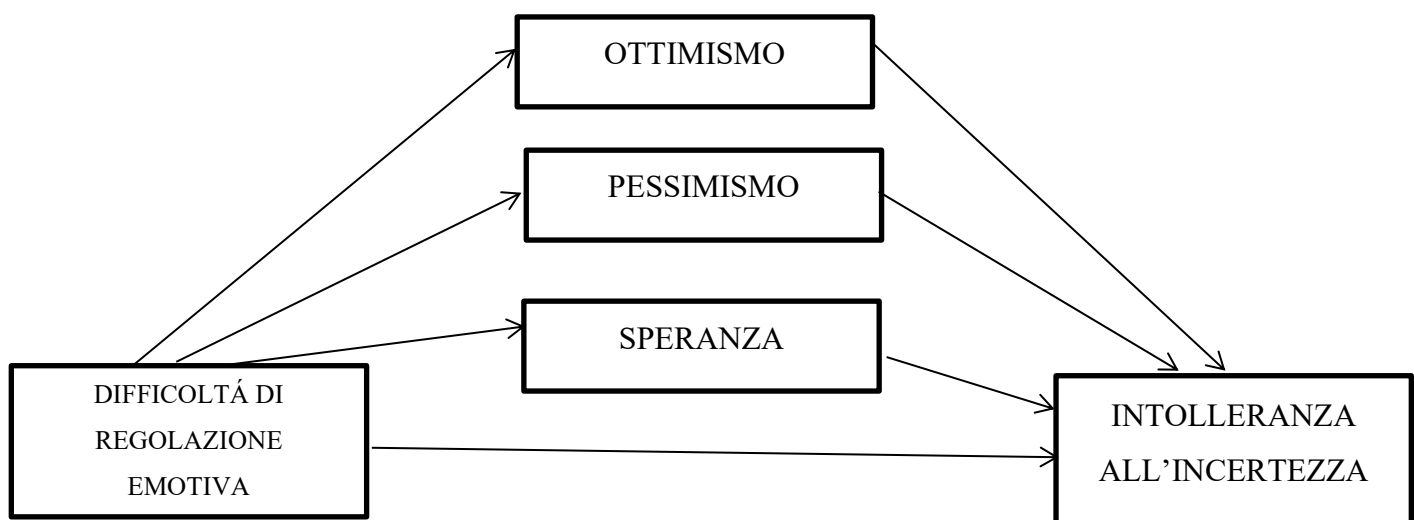 OTTIMISMO
PESSIMISMO
SPERANZA
DIFFICOLTÁ DI
REGOLAZIONE
EMOTIVA
INTOLLERANZA
ALL’INCERTEZZA